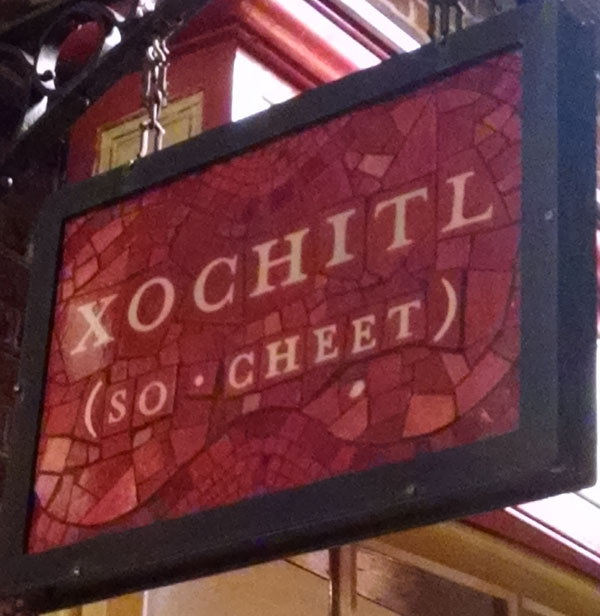 XOCHITL
(SO · CHEET)